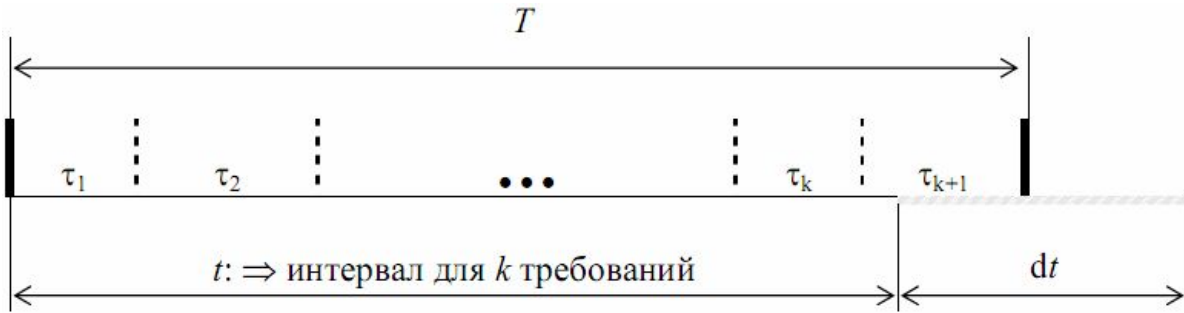 T
τ₁ τ₂ ••• τₖ τₖ₊₁
t: ⇒ интервал для k требований dt